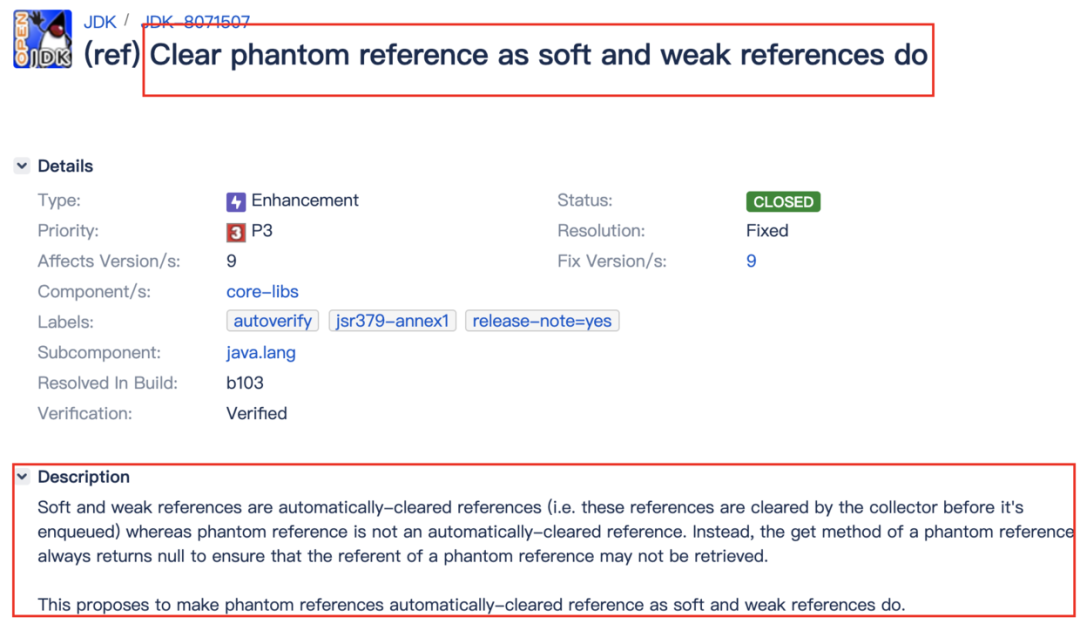 OPEN
JDK
JDK / JDK-8071507
(ref) Clear phantom reference as soft and weak references do
Details
Type: Enhancement Status: CLOSED
Priority: 3 P3 Resolution: Fixed
Affects Version/s: 9 Fix Version/s: 9
Component/s: core-libs
Labels: autoverify jsr379-annex1 release-note=yes
Subcomponent: java.lang
Resolved In Build: b103
Verification: Verified
Description
Soft and weak references are automatically-cleared references (i.e. these references are cleared by the collector before it's
enqueued) whereas phantom reference is not an automatically-cleared reference. Instead, the get method of a phantom reference
always returns null to ensure that the referent of a phantom reference may not be retrieved.
This proposes to make phantom references automatically-cleared reference as soft and weak references do.